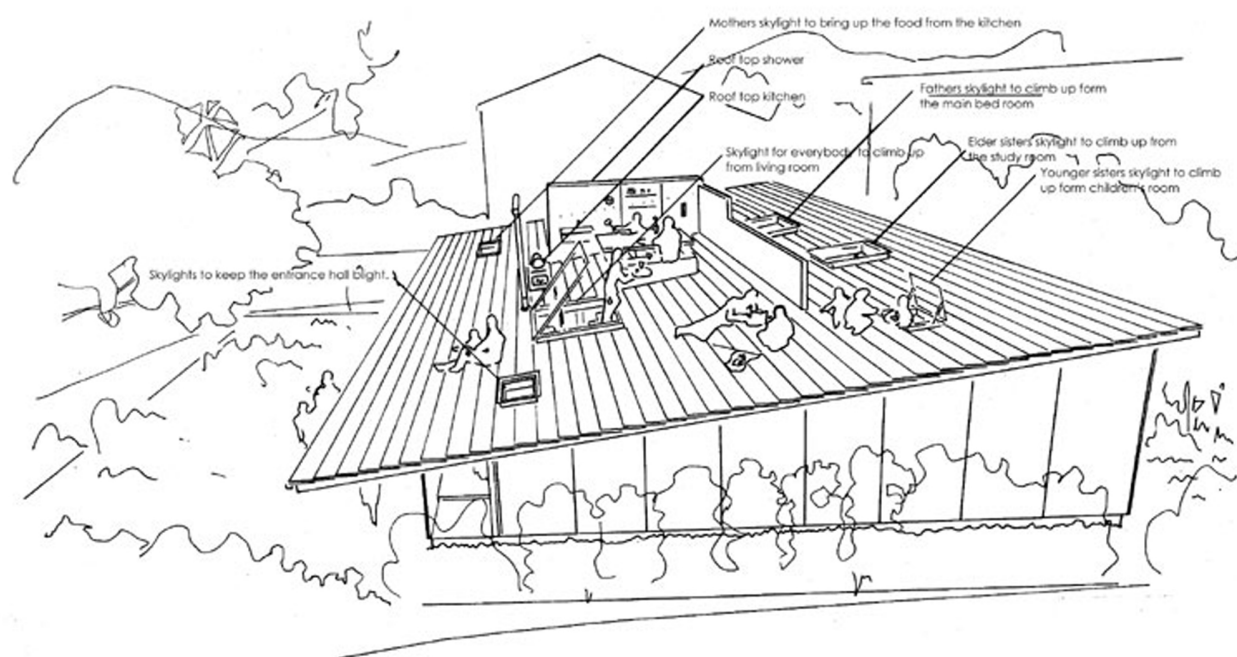 Mothers skylight to bring up the food from the kitchen
Roof top shower
Roof top kitchen
Fathers skylight to climb up form
the main bed room
Skylight for everybody to climb up
from living room
Elder sisters skylight to climb up from
the study room
Younger sisters skylight to climb
up form children's room
Skylights to keep the entrance hall blight.